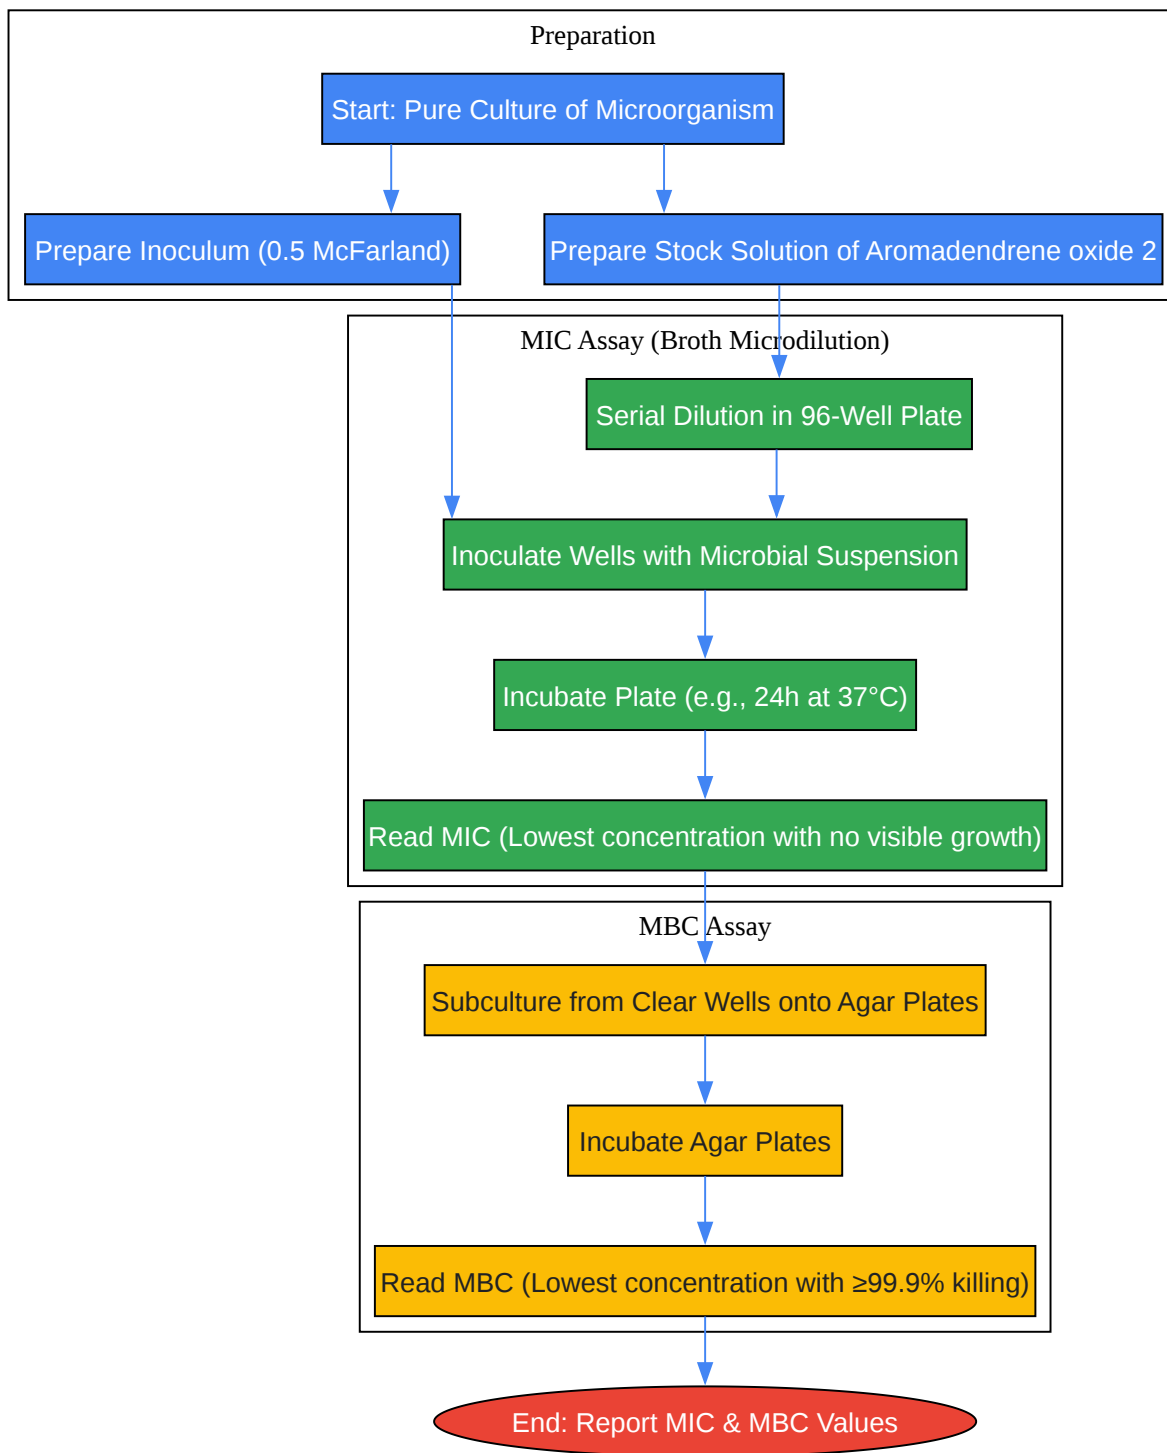 Preparation
Start: Pure Culture of Microorganism
Prepare Inoculum (0.5 McFarland)
Prepare Stock Solution of Aromadendrene oxide 2
MIC Assay (Broth Microdilution)
Serial Dilution in 96-Well Plate
Inoculate Wells with Microbial Suspension
Incubate Plate (e.g., 24h at 37°C)
Read MIC (Lowest concentration with no visible growth)
MBC Assay
Subculture from Clear Wells onto Agar Plates
Incubate Agar Plates
Read MBC (Lowest concentration with ≥99.9% killing)
End: Report MIC & MBC Values